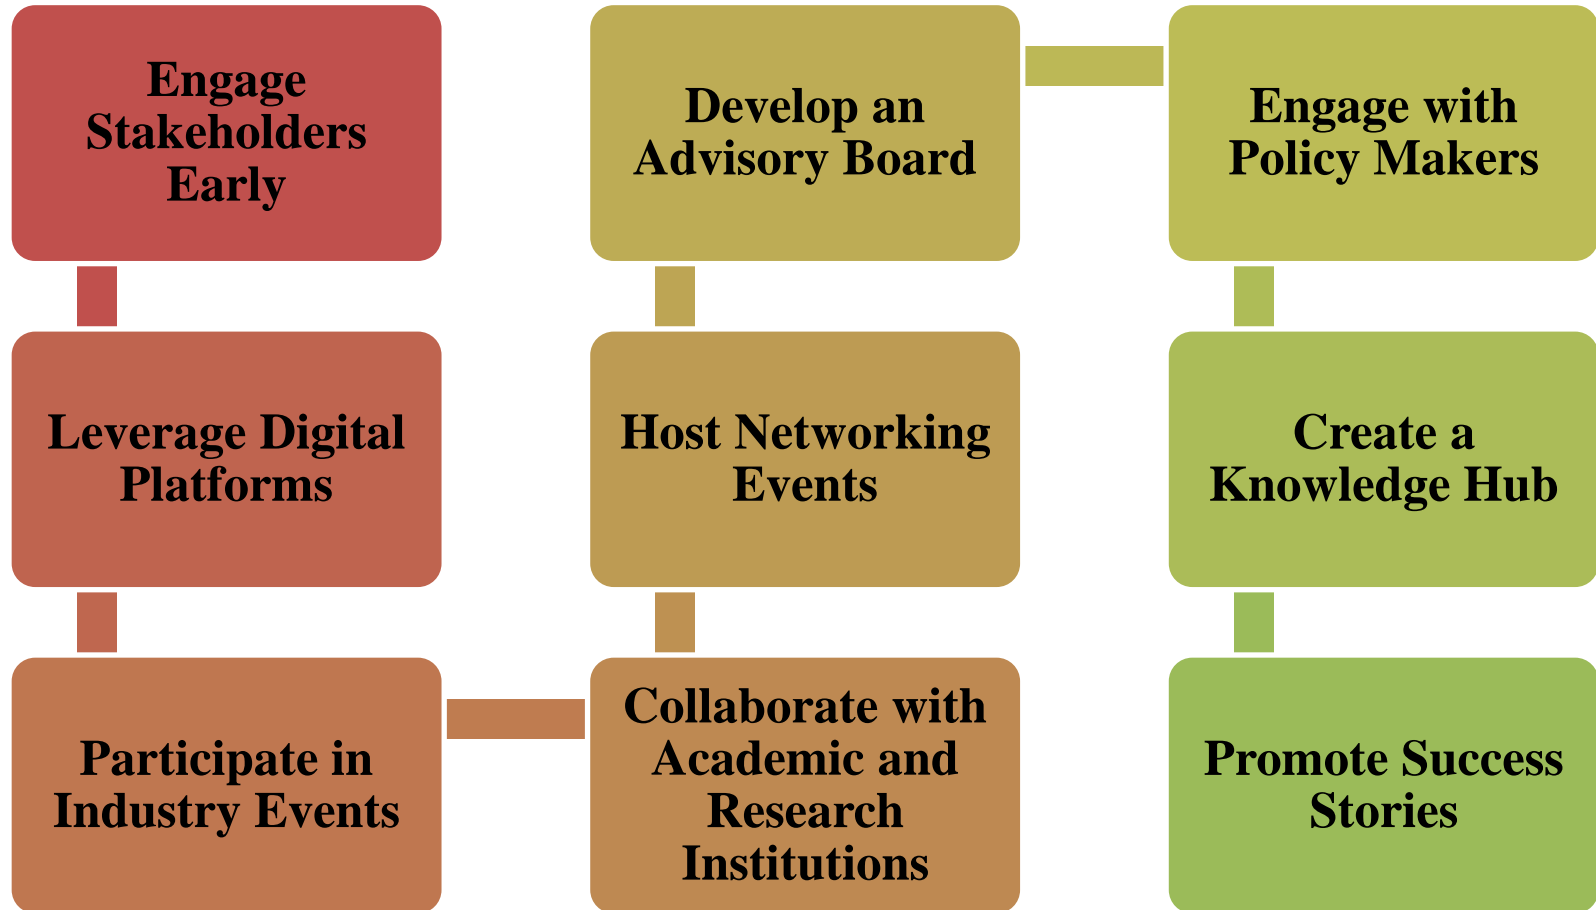 Engage
Stakeholders
Early
Leverage Digital
Platforms
Participate in
Industry Events
Collaborate with
Academic and
Research
Institutions
Host Networking
Events
Develop an
Advisory Board
Engage with
Policy Makers
Create a
Knowledge Hub
Promote Success
Stories